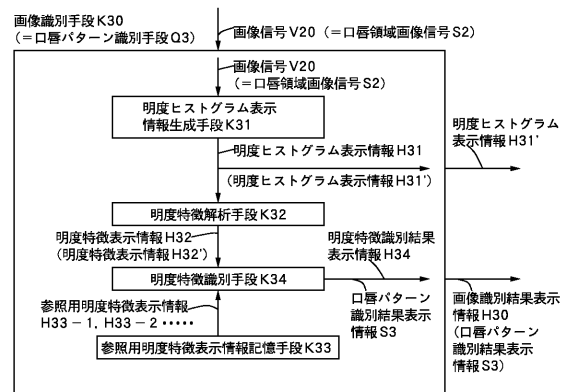 画像識別手段K30
(=口唇パターン識別手段Q3)
画像信号V20（=口唇領域画像信号S2）
画像信号V20
（=口唇領域画像信号S2）
明度ヒストグラム表示
情報生成手段K31
明度ヒストグラム表示情報H31
(明度ヒストグラム表示情報H31')
明度ヒストグラム
表示情報H31'
明度特徴解析手段K32
明度特徴表示情報H32
(明度特徴表示情報H32')
明度特徴識別結果
表示情報H34
明度特徴識別手段K34
口唇パターン
識別結果表示
情報S3
画像識別結果表示
情報H30
(口唇パターン
識別結果表示
情報S3)
参照用明度特徴表示情報
H33－1，H33－2 ･････
参照用明度特徴表示情報記憶手段K33